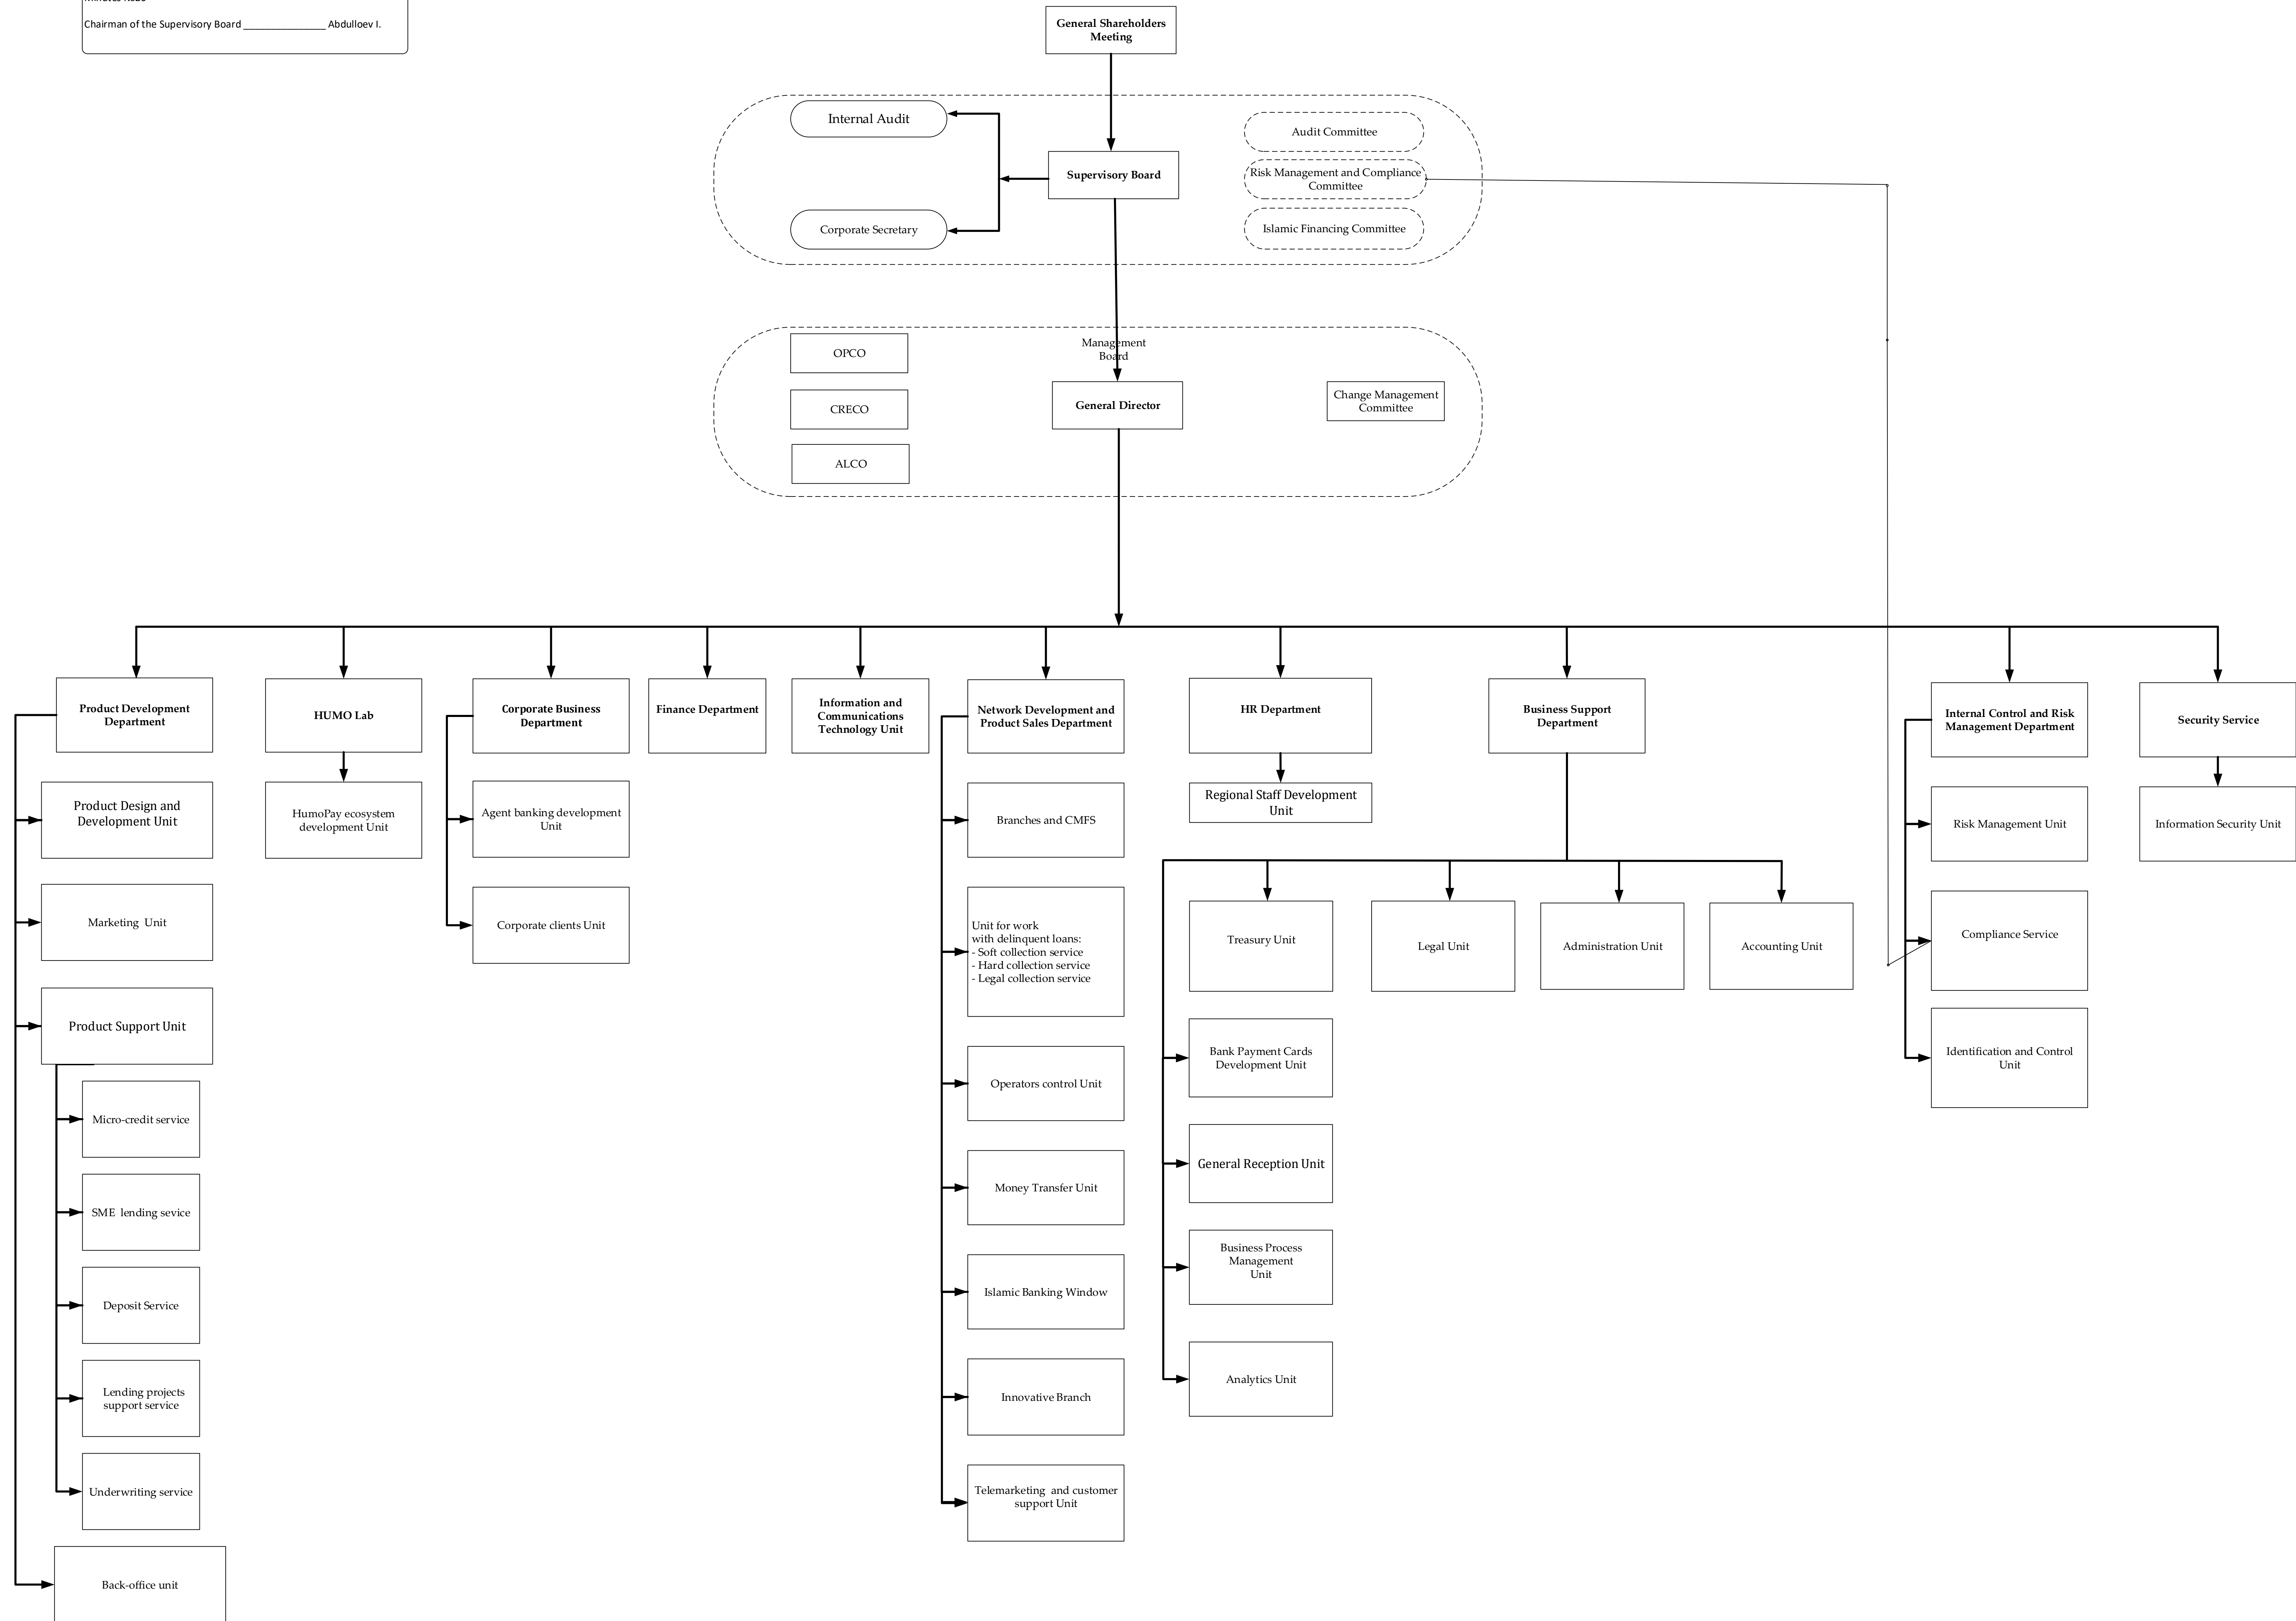 Chairman of the Supervisory Board ________________ Abdulloev I.
General Shareholders
Meeting
Internal Audit
Audit Committee
Supervisory Board
Risk Management and Compliance
Committee
Corporate Secretary
Islamic Financing Committee
OPCO
Management
Board
CRECO
General Director
Change Management
Committee
ALCO
Product Development
Department
HUMO Lab
Corporate Business
Department
Finance Department
Information and
Communications
Technology Unit
Network Development and
Product Sales Department
HR Department
Business Support
Department
Internal Control and Risk
Management Department
Security Service
Product Design and
Development Unit
HumoPay ecosystem
development Unit
Agent banking development
Unit
Branches and CMFS
Regional Staff Development
Unit
Risk Management Unit
Information Security Unit
Marketing  Unit
Corporate clients Unit
Unit for work
with delinquent loans:
- Soft collection service
- Hard collection service
- Legal collection service
Treasury Unit
Legal Unit
Administration Unit
Accounting Unit
Compliance Service
Product Support Unit
Operators control Unit
Bank Payment Cards
Development Unit
Identification and Control
Unit
Micro-credit service
Money Transfer Unit
General Reception Unit
SME  lending sevice
Islamic Banking Window
Business Process
Management
Unit
Deposit Service
Innovative Branch
Analytics Unit
Lending projects
support service
Telemarketing  and customer
support Unit
Underwriting service
Back-office unit